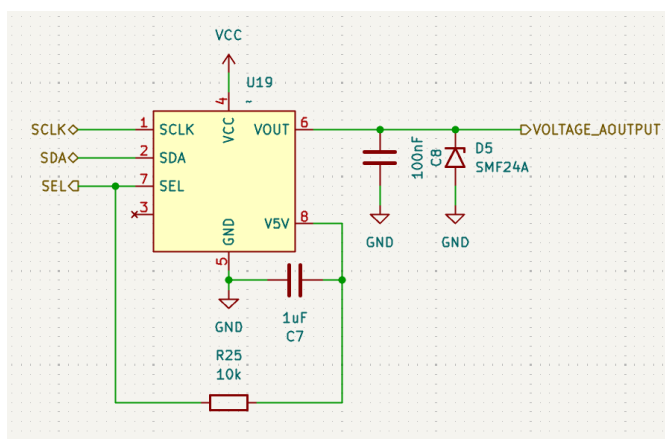 VCC
U19
~
4
SCLK
1
SCLK
VCC
VOUT
6
VOLTAGE_AOUTPUT
SDA
2
SDA
100nF
C8
D5
SMF24A
SEL
7
SEL
3
GND
V5V
8
GND
GND
5
GND
1uF
C7
R25
10k